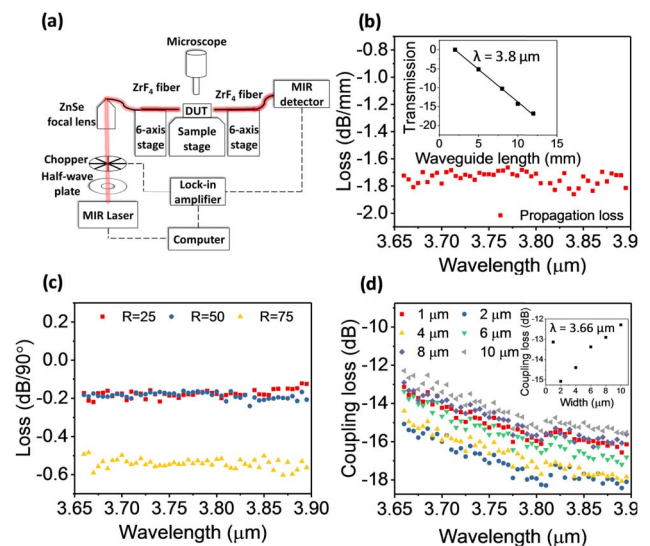 (a)
Microscope
ZrF₄ fiber
ZrF₄ fiber
MIR
detector
ZnSe
focal lens
DUT
6-axis
stage
Sample
stage
6-axis
stage
Chopper
Half-wave
plate
Lock-in
amplifier
MIR Laser
Computer
(b)
Loss (dB/mm)
-0.8
-1.0
-1.2
-1.4
-1.6
-1.8
-2.0
Transmission
0
-5
-10
-15
λ = 3.8 μm
0 5 10 15
Waveguide length (mm)
Propagation loss
3.65 3.70 3.75 3.80 3.85 3.9
Wavelength (μm)
(c)
R=25 R=50 R=75
Loss (dB/90°)
0.2
0.0
-0.2
-0.4
-0.6
3.65 3.70 3.75 3.80 3.85 3.90
Wavelength (μm)
(d)
Coupling loss (dB)
-8
-10
-12
-14
-16
-18
1 μm 2 μm
4 μm 6 μm
8 μm 10 μm
Coupling loss (dB)
-12
-13
-14
-15
λ = 3.66 μm
0 2 4 6 8 10
Width (μm)
3.65 3.70 3.75 3.80 3.85 3.9
Wavelength (μm)